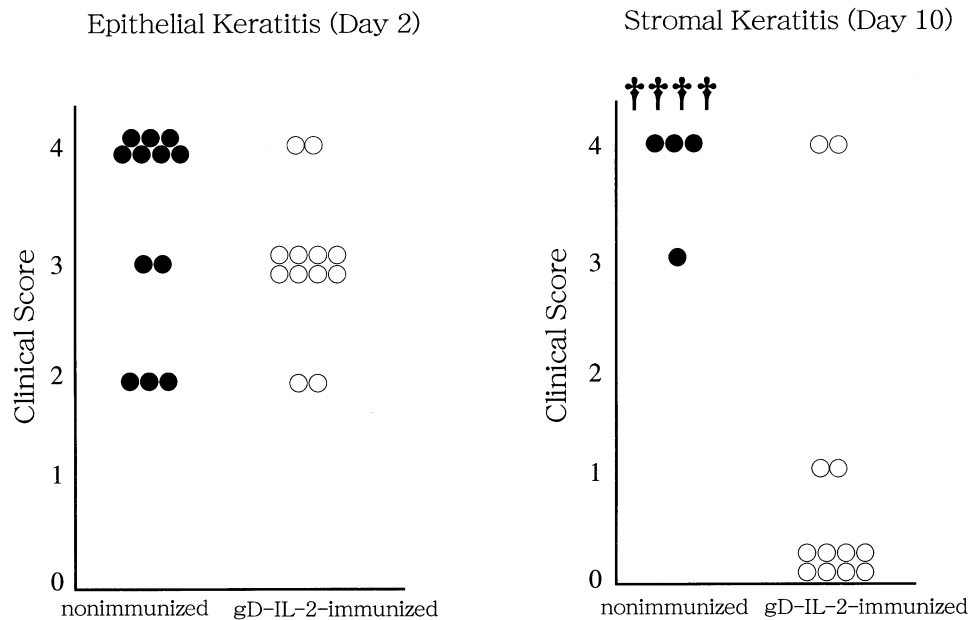 Epithelial Keratitis (Day 2)
Clinical Score
4
3
2
1
0
nonimmunized gD-IL-2-immunized
Stromal Keratitis (Day 10)
††††
Clinical Score
4
3
2
1
0
nonimmunized gD-IL-2-immunized